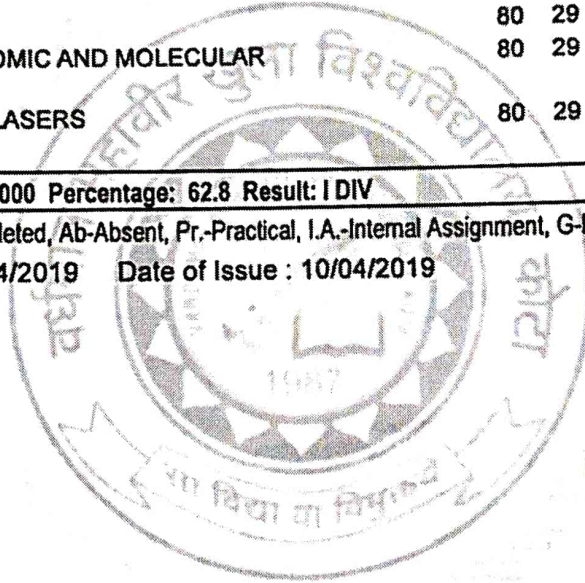 80 29
OMIC AND MOLECULAR 80 29
LASERS 80 29
000 Percentage: 62.8 Result: I DIV
leted, Ab-Absent, Pr.-Practical, I.A.-Internal Assignment, G-
4/2019 Date of Issue : 10/04/2019
महावीर खुला विश्वविद्यालय
कोटा
1987
सा विद्या या विमुक्तये